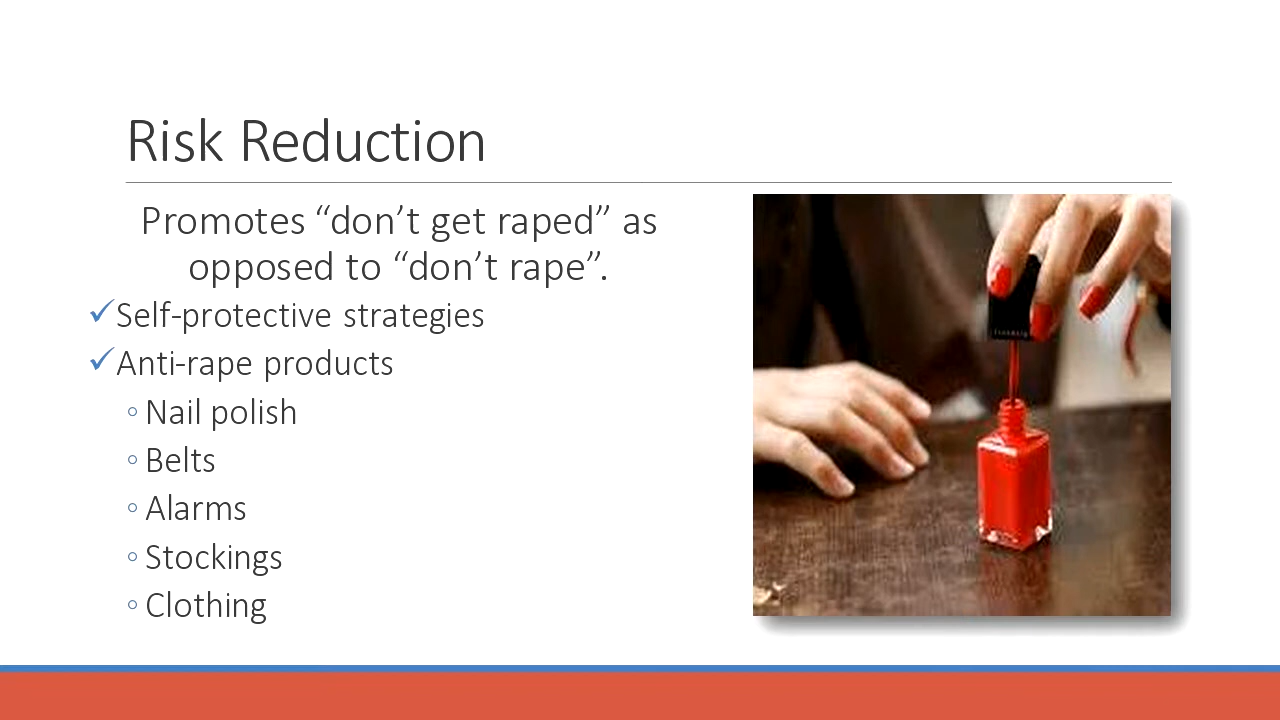 Risk Reduction
Promotes “don’t get raped” as
opposed to “don’t rape”.
✓Self-protective strategies
✓Anti-rape products
◦ Nail polish
◦ Belts
◦ Alarms
◦ Stockings
◦ Clothing